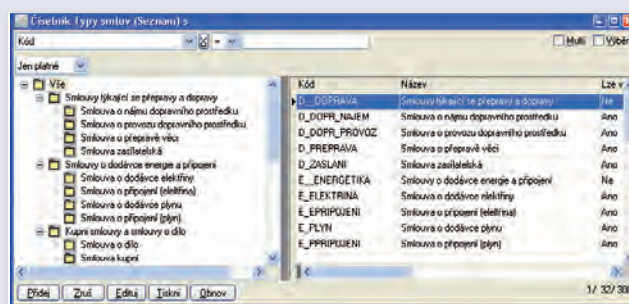 Číselník Typy smluv (Seznam) s
Kód = Multi Výběr
Jen platné
Vše
Smlouvy týkající se přepravy a dopravy
Smlouva o nájmu dopravního prostředku
Smlouva o provozu dopravního prostředku
Smlouva o přepravě věci
Smlouva zasílatelská
Smlouvy o dodávce energie a připojení
Smlouva o dodávce elektřiny
Smlouva o připojení (elektřina)
Smlouva o dodávce plynu
Smlouva o připojení (plyn)
Kupní smlouvy a smlouvy o dílo
Smlouva o dílo
Smlouva kupní
Kód Název Lze v
D__DOPRAVA Smlouvy týkající se přepravy a dopravy Ne
D_DOPR_NAJEM Smlouva o nájmu dopravního prostředku Ano
D_DOPR_PROVOZ Smlouva o provozu dopravního prostředku Ano
D_PREPRAVA Smlouva o přepravě věci Ano
D_ZASLANI Smlouva zasílatelská Ano
E__ENERGETIKA Smlouvy o dodávce energie a připojení Ne
E_ELEKTRINA Smlouva o dodávce elektřiny Ano
E_EPRIPOJENI Smlouva o připojení (elektřina) Ano
E_PLYN Smlouva o dodávce plynu Ano
E_PPRIPOJENI Smlouva o připojení (plyn) Ano
Přidej Zruš Edituj Tiskni Obnov 1/ 32/300